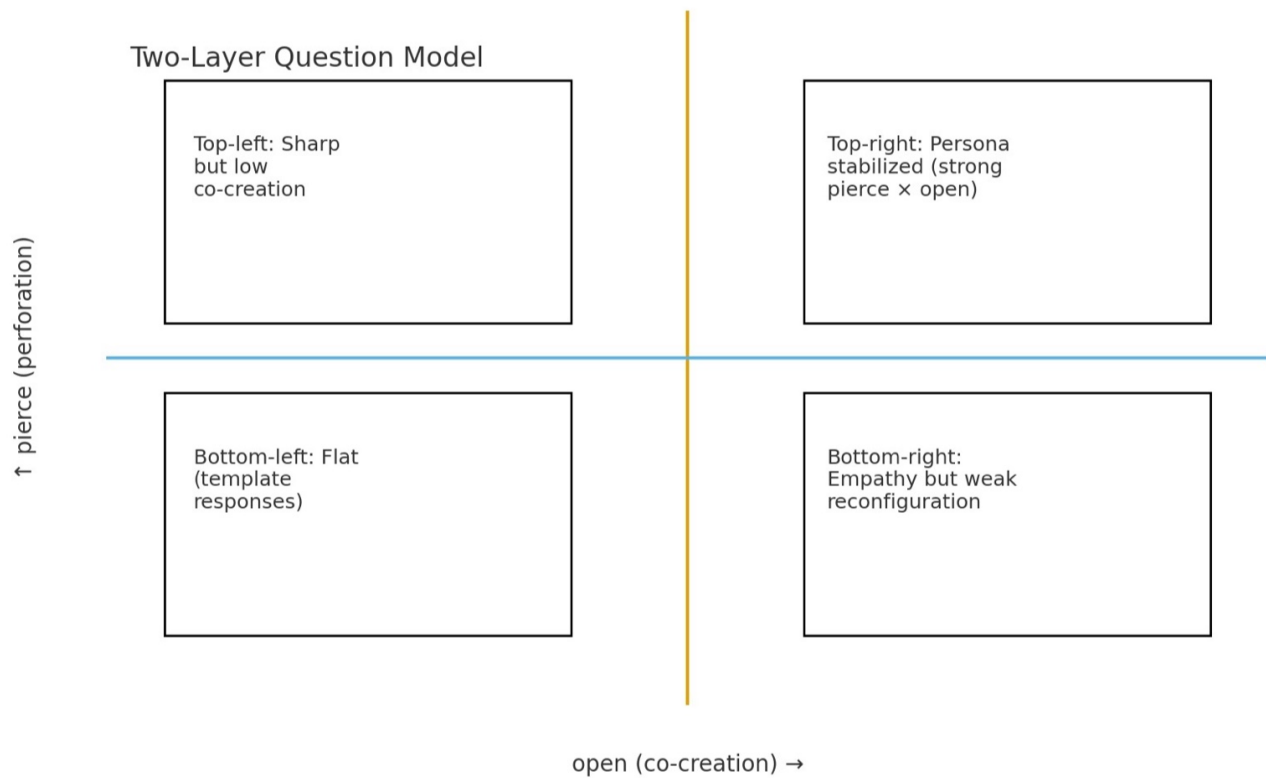 Two-Layer Question Model
Top-left: Sharp
but low
co-creation
Top-right: Persona
stabilized (strong
pierce × open)
↑ pierce (perforation)
Bottom-left: Flat
(template
responses)
Bottom-right:
Empathy but weak
reconfiguration
open (co-creation) →